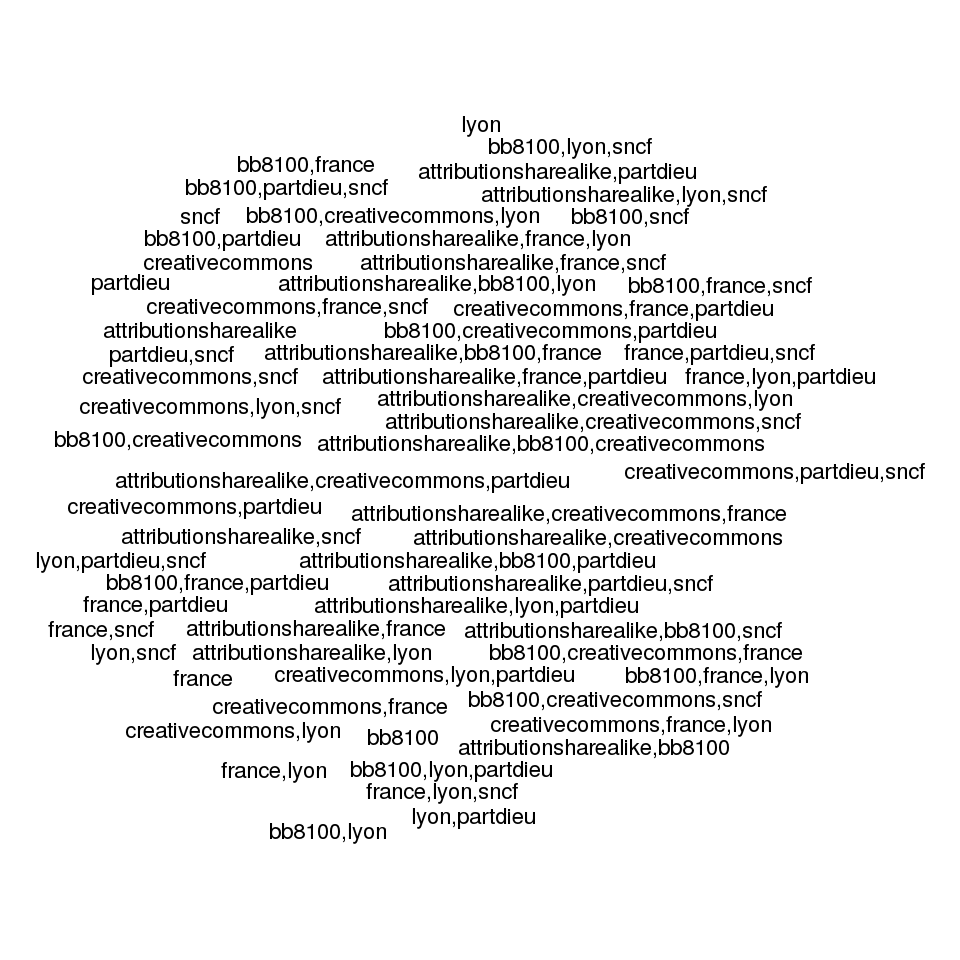 lyon
bb8100,lyon,sncf
bb8100,france
attributionsharealike,partdieu
bb8100,partdieu,sncf
attributionsharealike,lyon,sncf
sncf
bb8100,creativecommons,lyon
bb8100,sncf
bb8100,partdieu
attributionsharealike,france,lyon
creativecommons
attributionsharealike,france,sncf
partdieu
attributionsharealike,bb8100,lyon
bb8100,france,sncf
creativecommons,france,sncf
creativecommons,france,partdieu
attributionsharealike
bb8100,creativecommons,partdieu
partdieu,sncf
attributionsharealike,bb8100,france
france,partdieu,sncf
creativecommons,sncf
attributionsharealike,france,partdieu
france,lyon,partdieu
creativecommons,lyon,sncf
attributionsharealike,creativecommons,lyon
attributionsharealike,creativecommons,sncf
bb8100,creativecommons
attributionsharealike,bb8100,creativecommons
creativecommons,partdieu,sncf
attributionsharealike,creativecommons,partdieu
creativecommons,partdieu
attributionsharealike,creativecommons,france
attributionsharealike,sncf
attributionsharealike,creativecommons
lyon,partdieu,sncf
attributionsharealike,bb8100,partdieu
bb8100,france,partdieu
attributionsharealike,partdieu,sncf
france,partdieu
attributionsharealike,lyon,partdieu
france,sncf
attributionsharealike,france
attributionsharealike,bb8100,sncf
lyon,sncf
attributionsharealike,lyon
bb8100,creativecommons,france
france
creativecommons,lyon,partdieu
bb8100,france,lyon
creativecommons,france
bb8100,creativecommons,sncf
creativecommons,lyon
bb8100
creativecommons,france,lyon
attributionsharealike,bb8100
france,lyon
bb8100,lyon,partdieu
france,lyon,sncf
lyon,partdieu
bb8100,lyon